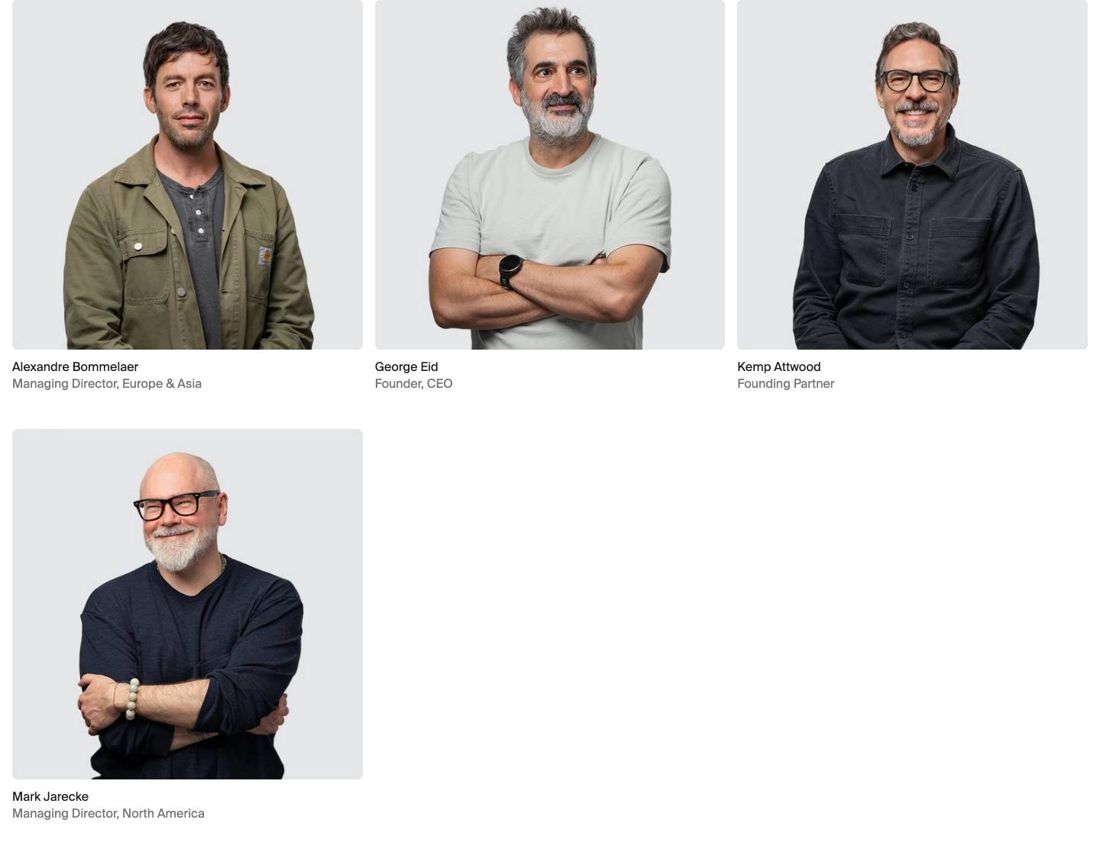 Alexandre Bommelaer
Managing Director, Europe & Asia
George Eid
Founder, CEO
Kemp Attwood
Founding Partner
Mark Jarecke
Managing Director, North America